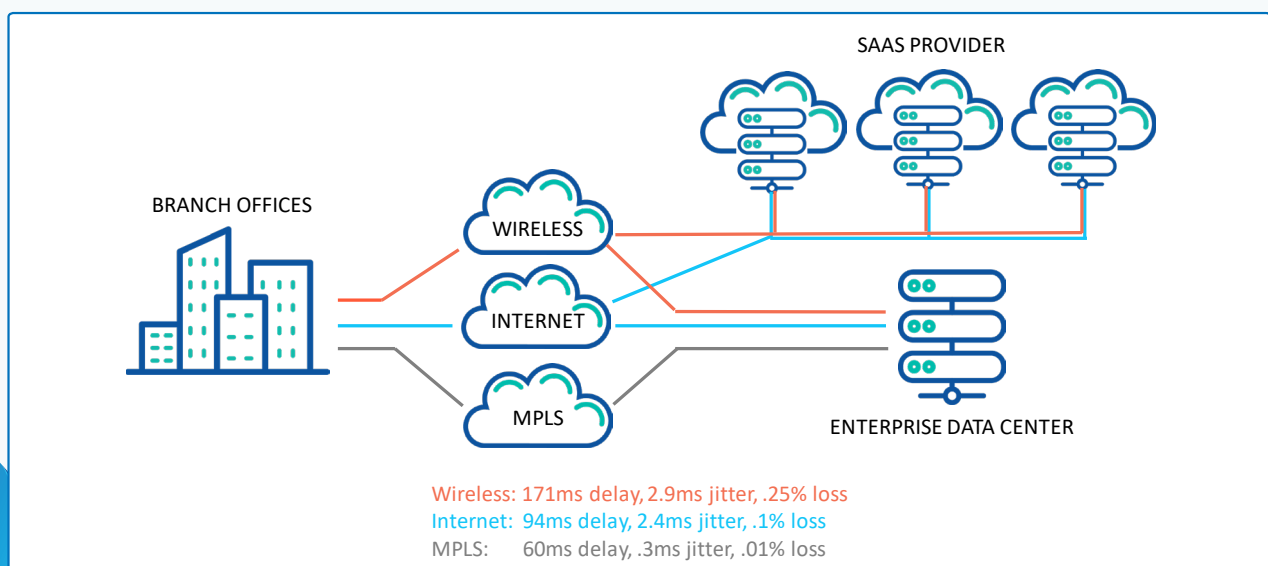 SAAS PROVIDER
BRANCH OFFICES
WIRELESS
INTERNET
MPLS
ENTERPRISE DATA CENTER
Wireless: 171ms delay, 2.9ms jitter, .25% loss
Internet: 94ms delay, 2.4ms jitter, .1% loss
MPLS: 60ms delay, .3ms jitter, .01% loss